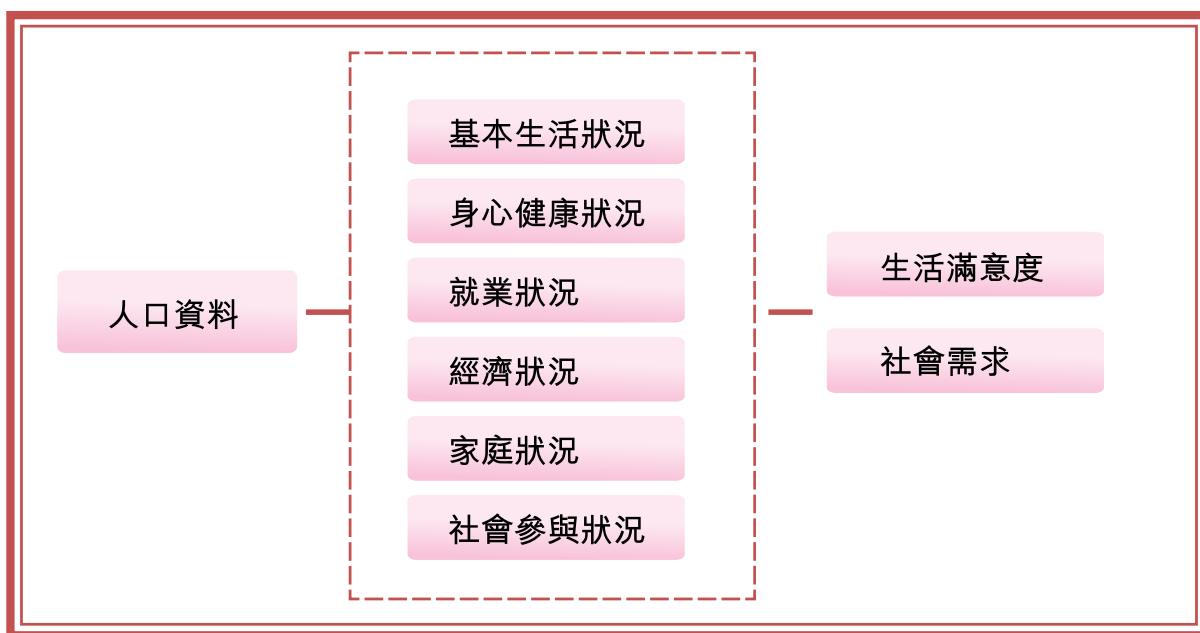 人口資料
基本生活狀況
身心健康狀況
就業狀況
經濟狀況
家庭狀況
社會參與狀況
生活滿意度
社會需求